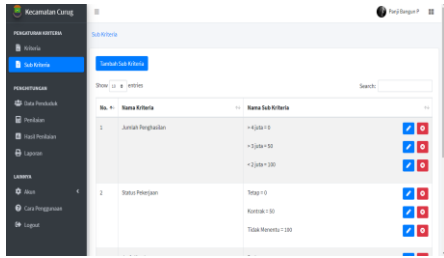 Kecamatan Curug
Panji Bangun P
PENGATURAN KRITERIA
Kriteria
Sub Kriteria
PENGHITUNGAN
Data Penduduk
Penilaian
Hasil Penilaian
Laporan
LAINNYA
Akun
Cara Penggunaan
Logout
Sub Kriteria
Tambah Sub Kriteria
Show 10 entries
Search:
No. Nama Kriteria Nama Sub Kriteria
1 Jumlah Penghasilan > 4 juta = 0
> 3 juta = 50
< 2 juta = 100
2 Status Pekerjaan Tetap = 0
Kontrak = 50
Tidak Menentu = 100